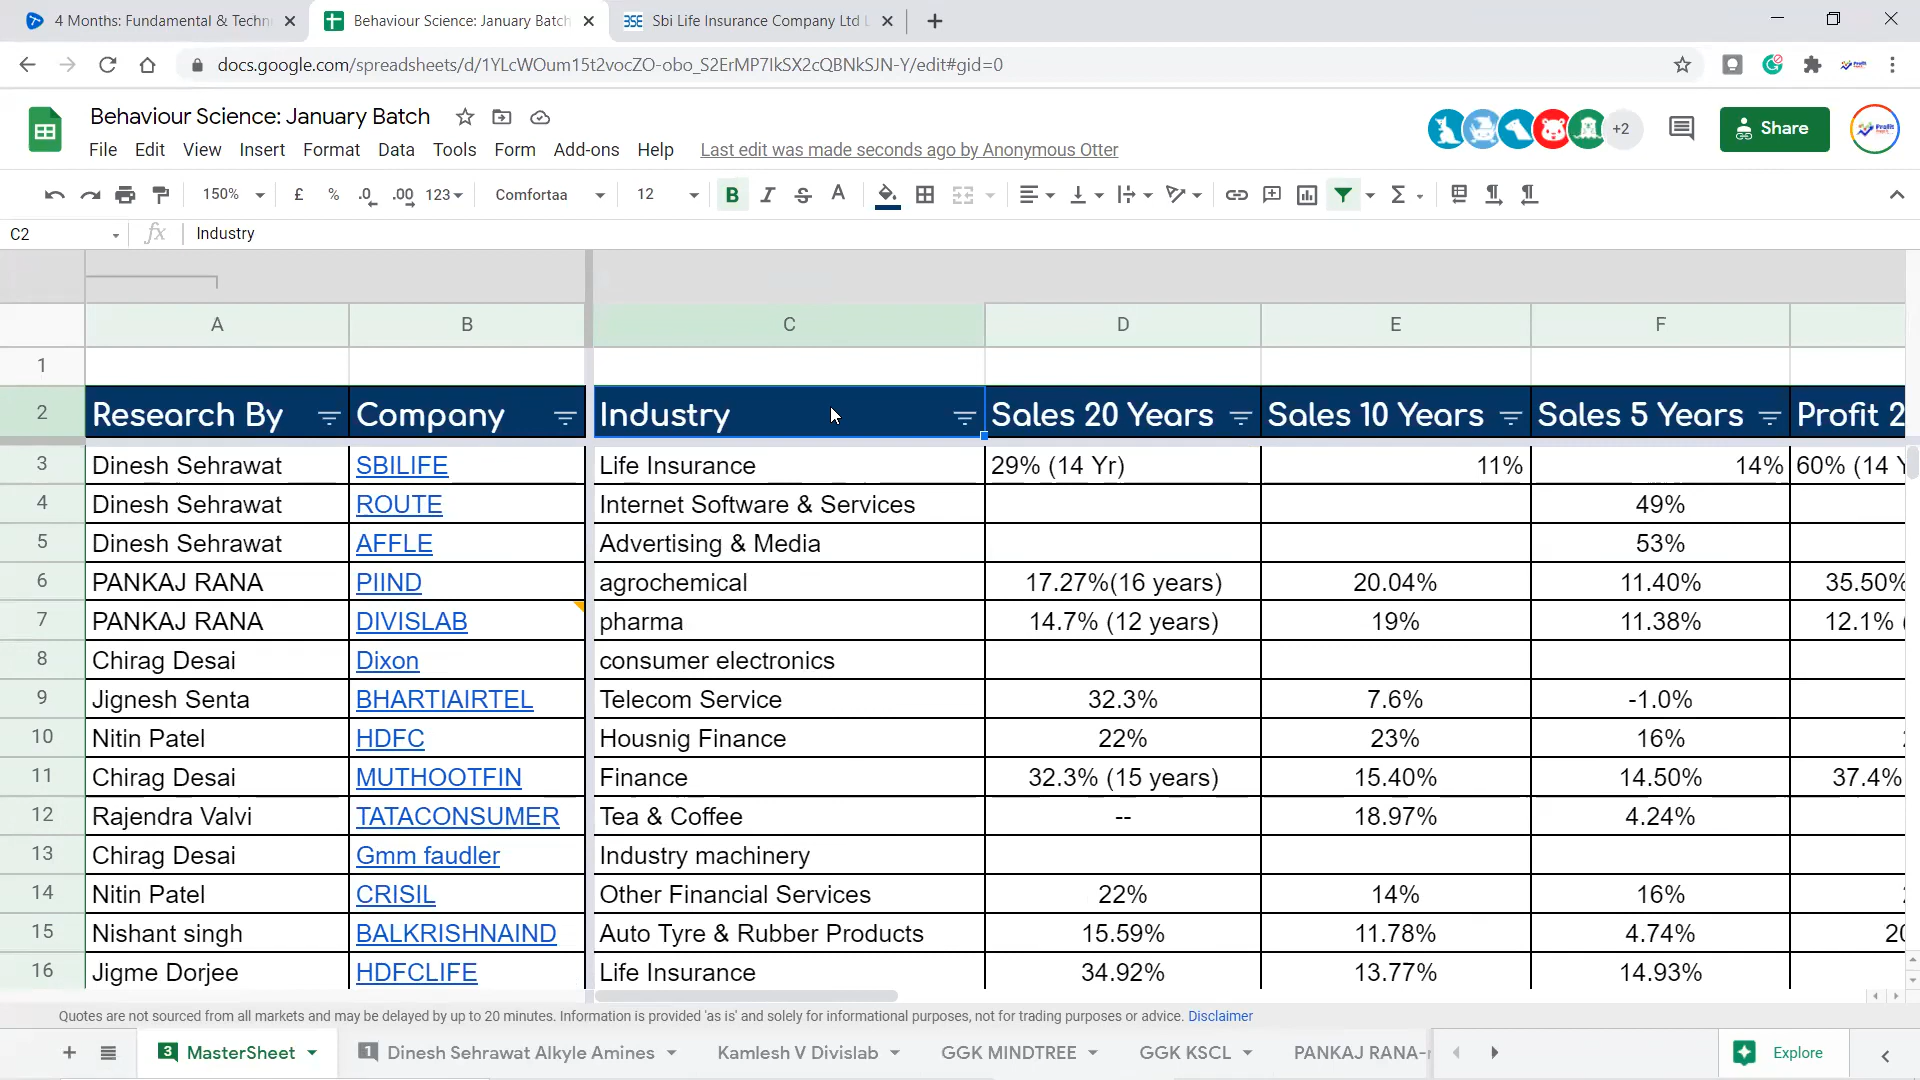 4 Months: Fundamental & Techn
Behaviour Science: January Batch
Sbi Life Insurance Company Ltd L
docs.google.com/spreadsheets/d/1YLcWOum15t2vocZO-obo_S2ErMP7IkSX2cQBNkSJN-Y/edit#gid=0
Behaviour Science: January Batch
+2
Share
File Edit View Insert Format Data Tools Form Add-ons Help Last edit was made seconds ago by Anonymous Otter
150% £ % .0 .00 123 Comfortaa 12 B I S A
C2 fx Industry
A B C D E F
1
2 Research By Company Industry Sales 20 Years Sales 10 Years Sales 5 Years Profit 2
3 Dinesh Sehrawat SBILIFE Life Insurance 29% (14 Yr) 11% 14% 60% (14 Y
4 Dinesh Sehrawat ROUTE Internet Software & Services 49%
5 Dinesh Sehrawat AFFLE Advertising & Media 53%
6 PANKAJ RANA PIIND agrochemical 17.27%(16 years) 20.04% 11.40% 35.50%
7 PANKAJ RANA DIVISLAB pharma 14.7% (12 years) 19% 11.38% 12.1% (
8 Chirag Desai Dixon consumer electronics
9 Jignesh Senta BHARTIAIRTEL Telecom Service 32.3% 7.6% -1.0%
10 Nitin Patel HDFC Housnig Finance 22% 23% 16%
11 Chirag Desai MUTHOOTFIN Finance 32.3% (15 years) 15.40% 14.50% 37.4%
12 Rajendra Valvi TATACONSUMER Tea & Coffee -- 18.97% 4.24%
13 Chirag Desai Gmm faudler Industry machinery
14 Nitin Patel CRISIL Other Financial Services 22% 14% 16%
15 Nishant singh BALKRISHNAIND Auto Tyre & Rubber Products 15.59% 11.78% 4.74% 20
16 Jigme Dorjee HDFCLIFE Life Insurance 34.92% 13.77% 14.93%
Quotes are not sourced from all markets and may be delayed by up to 20 minutes. Information is provided 'as is' and solely for informational purposes, not for trading purposes or advice. Disclaimer
3 MasterSheet 1 Dinesh Sehrawat Alkyle Amines Kamlesh V Divislab GGK MINDTREE GGK KSCL PANKAJ RANA- Explore